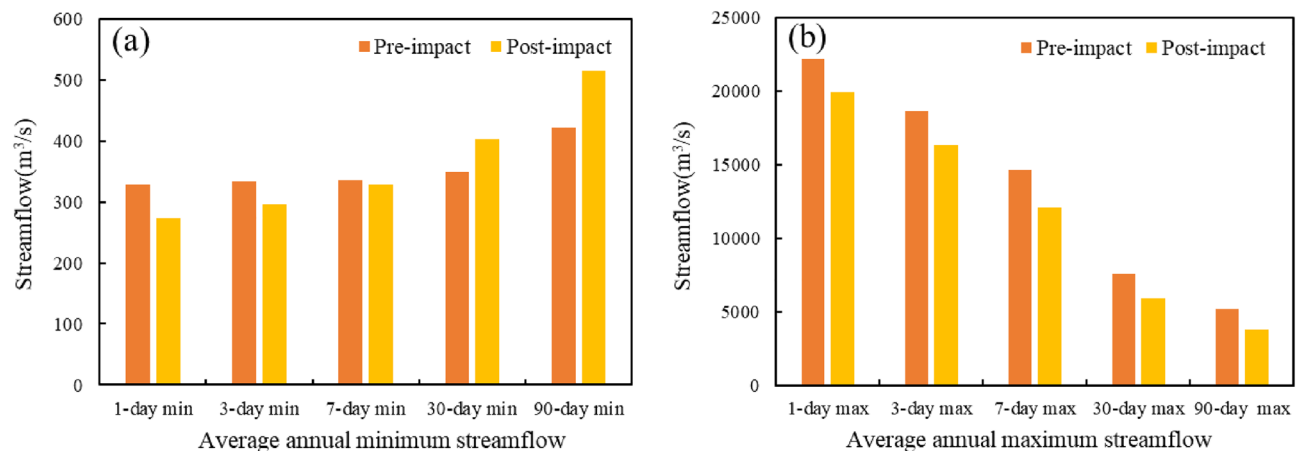 (a)
Pre-impact Post-impact
600
500
400
300
200
100
0
Streamflow(m³/s)
1-day min 3-day min 7-day min 30-day min 90-day min
Average annual minimum streamflow
(b)
Pre-impact Post-impact
25000
20000
15000
10000
5000
0
Streamflow(m³/s)
1-day max 3-day max 7-day max 30-day max 90-day max
Average annual maximum streamflow